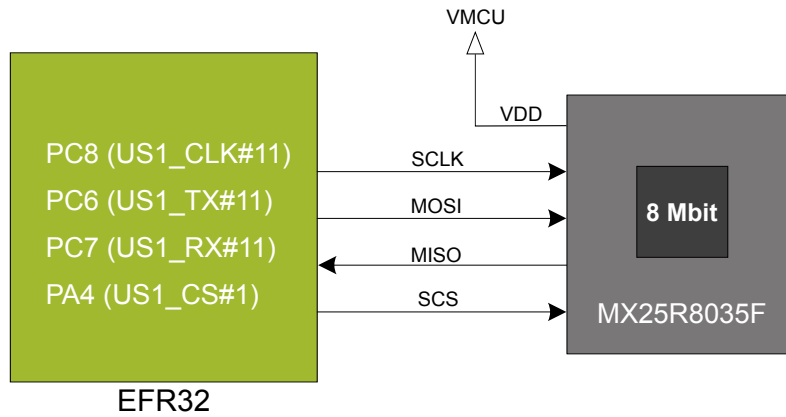 VMCU
VDD
PC8 (US1_CLK#11)
SCLK
PC6 (US1_TX#11)
MOSI
8 Mbit
PC7 (US1_RX#11)
MISO
PA4 (US1_CS#1)
SCS
MX25R8035F
EFR32